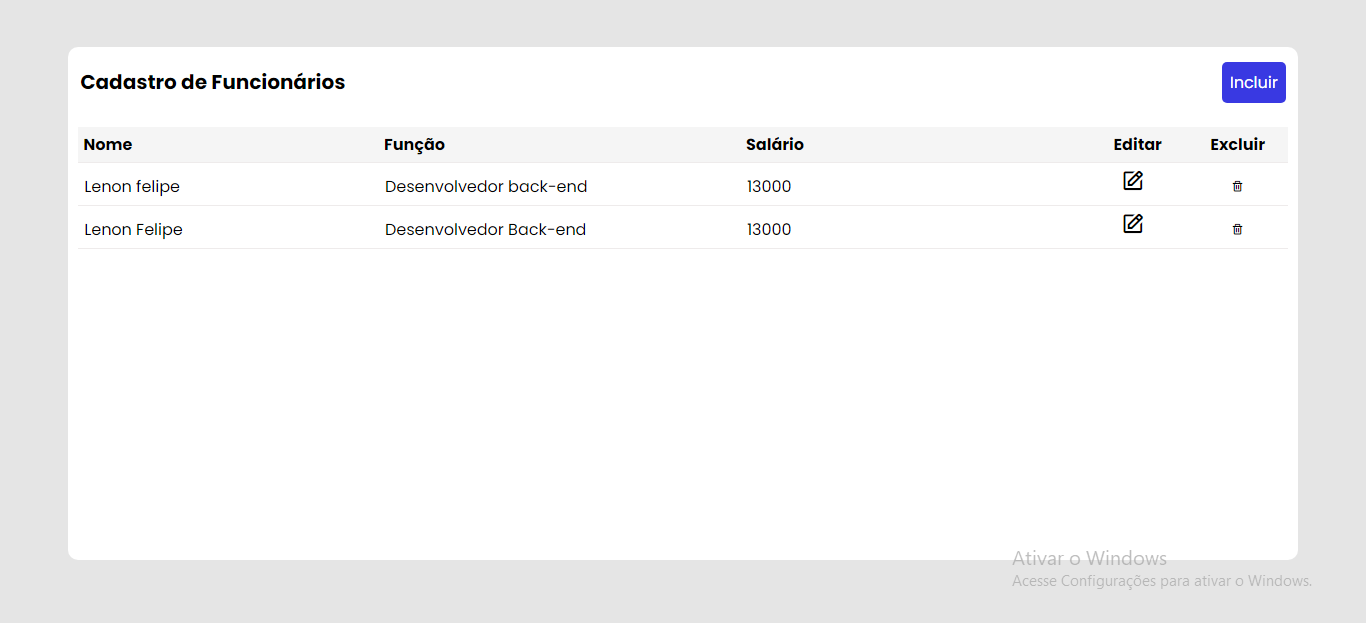 Cadastro de Funcionários
Incluir
Nome Função Salário Editar Excluir
Lenon felipe Desenvolvedor back-end 13000
Lenon Felipe Desenvolvedor Back-end 13000
Ativar o Windows
Acesse Configurações para ativar o Windows.